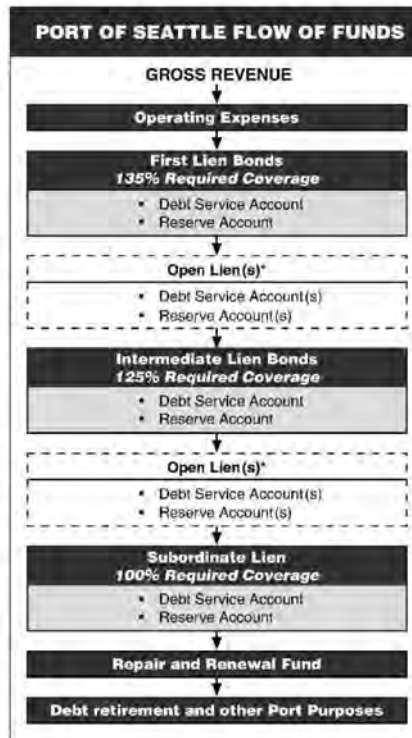 PORT OF SEATTLE FLOW OF FUNDS
GROSS REVENUE
Operating Expenses
First Lien Bonds
135% Required Coverage
• Debt Service Account
• Reserve Account
Open Lien(s)*
• Debt Service Account(s)
• Reserve Account(s)
Intermediate Lien Bonds
125% Required Coverage
• Debt Service Account
• Reserve Account
Open Lien(s)*
• Debt Service Account(s)
• Reserve Account(s)
Subordinate Lien
100% Required Coverage
• Debt Service Account
• Reserve Account
Repair and Renewal Fund
Debt retirement and other Port Purposes